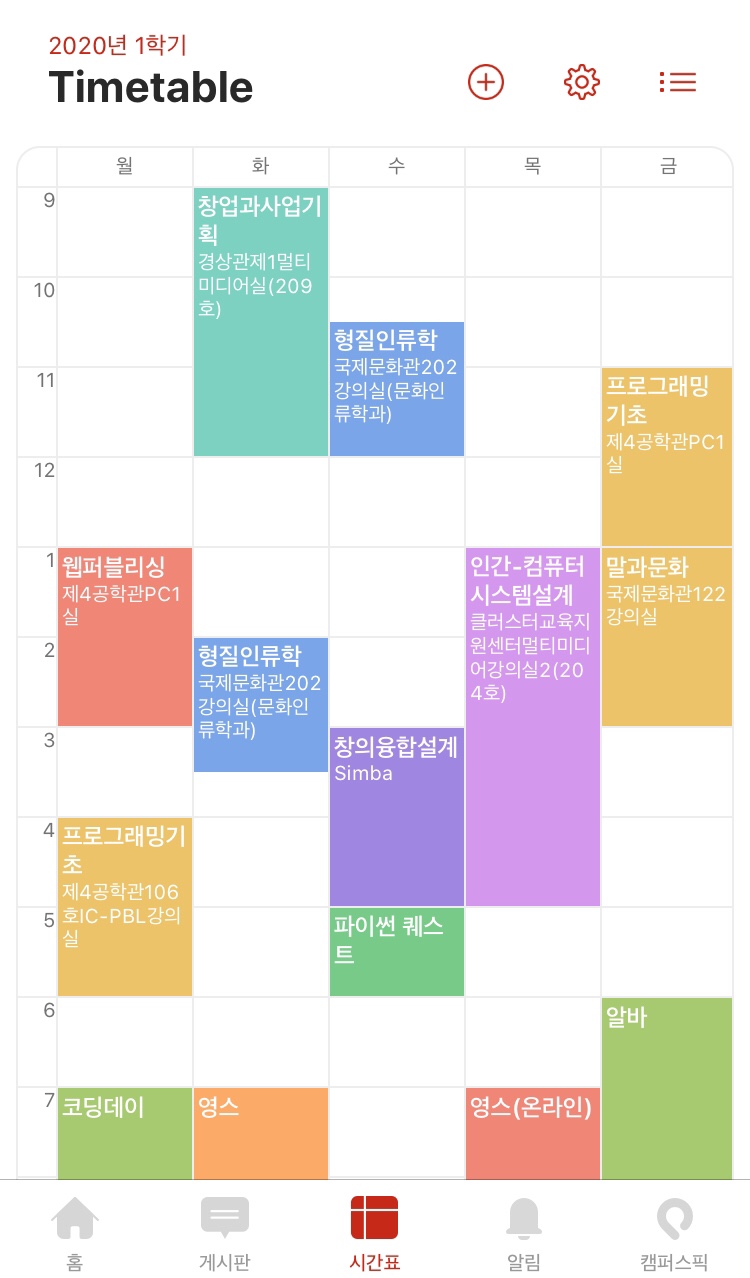 2020년 1학기
Timetable
월
화
수
목
금
9
10
11
12
1
2
3
4
5
6
7
웹퍼블리싱
제4공학관PC1
실
프로그래밍기
초
제4공학관106
호IC-PBL강의
실
코딩데이
창업과사업기
획
경상관제1멀티
미디어실(209
호)
형질인류학
국제문화관202
강의실(문화인
류학과)
영스
형질인류학
국제문화관202
강의실(문화인
류학과)
창의융합설계
Simba
파이썬 퀘스
트
인간-컴퓨터
시스템설계
클러스터교육지
원센터멀티미디
어강의실2(20
4호)
영스(온라인)
프로그래밍
기초
제4공학관PC1
실
말과문화
국제문화관122
강의실
알바
홈
게시판
시간표
알림
캠퍼스픽